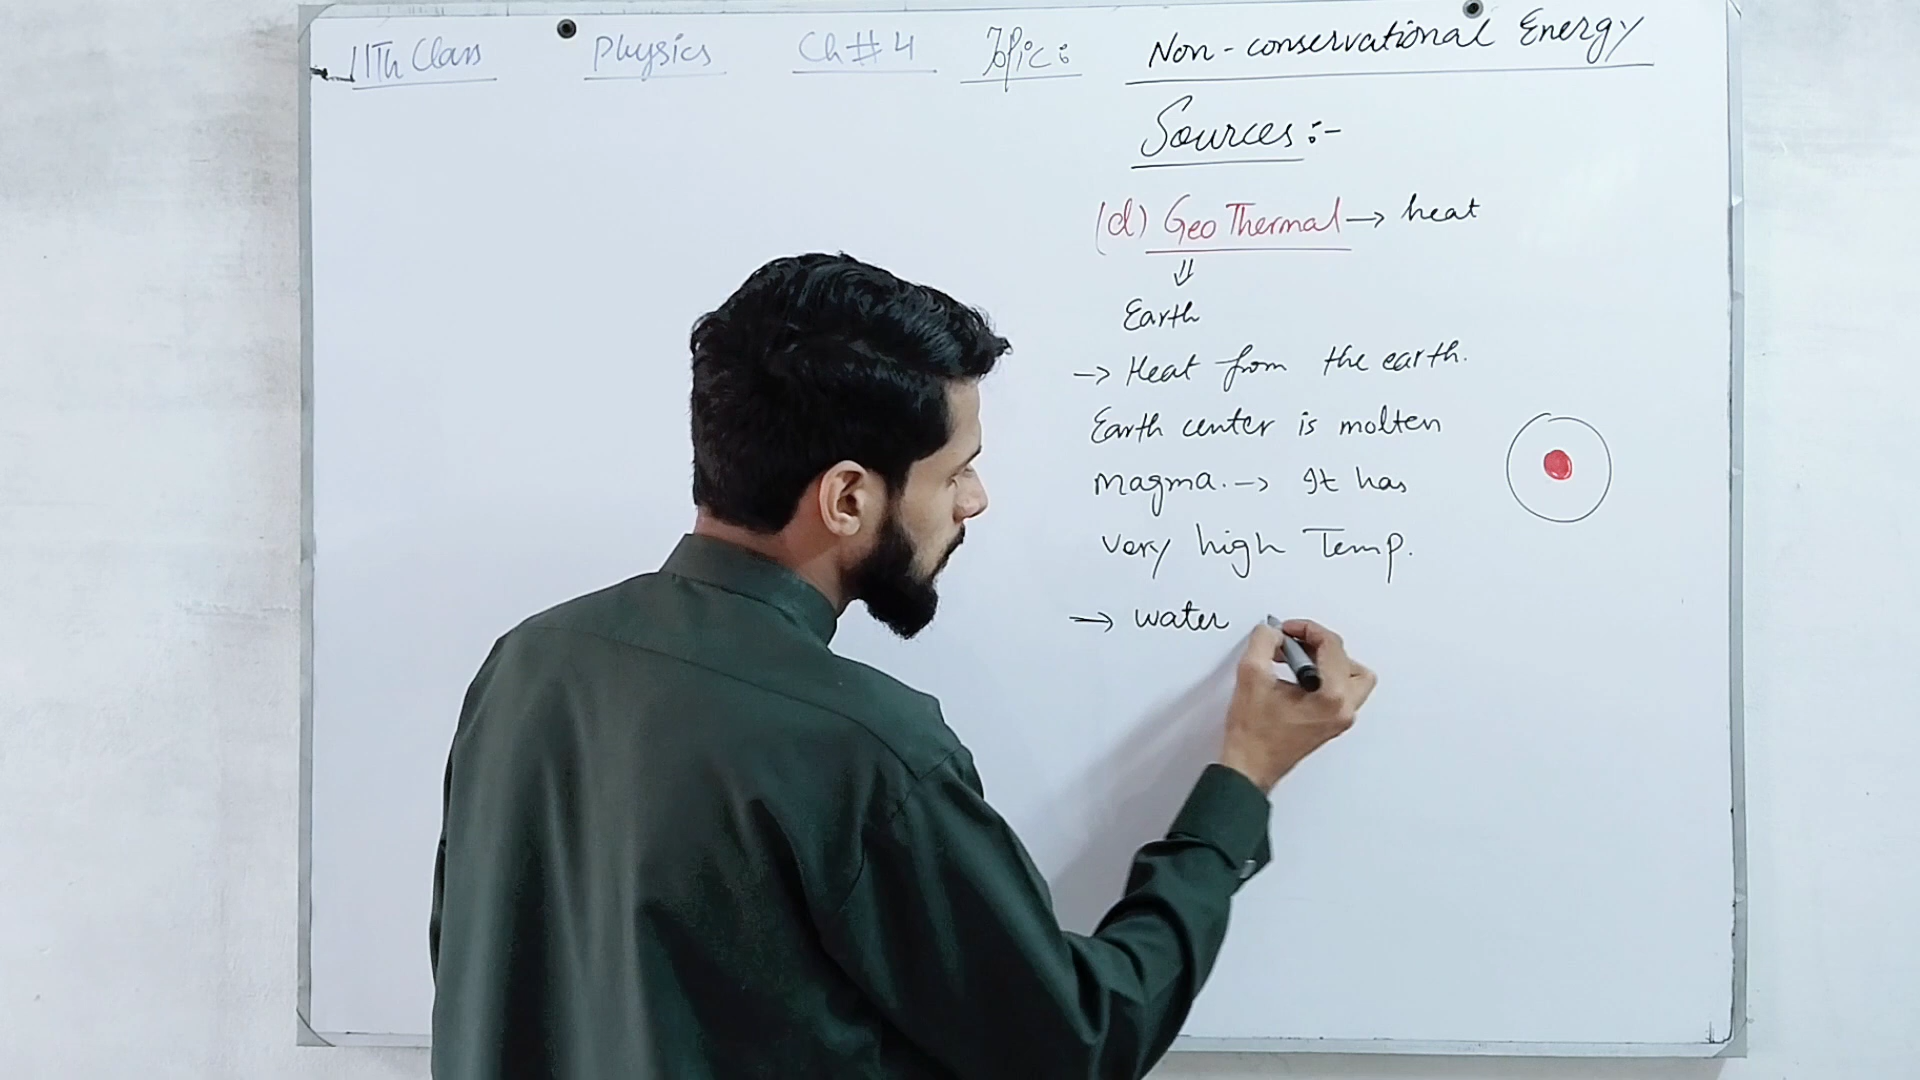 11Th Class Physics Ch # 4 Topic: Non-conservational Energy
Sources:-
(d) Geo Thermal → heat
⇓
Earth
→ Heat from the earth.
Earth center is molten
magma. → It has
very high Temp.
→ water